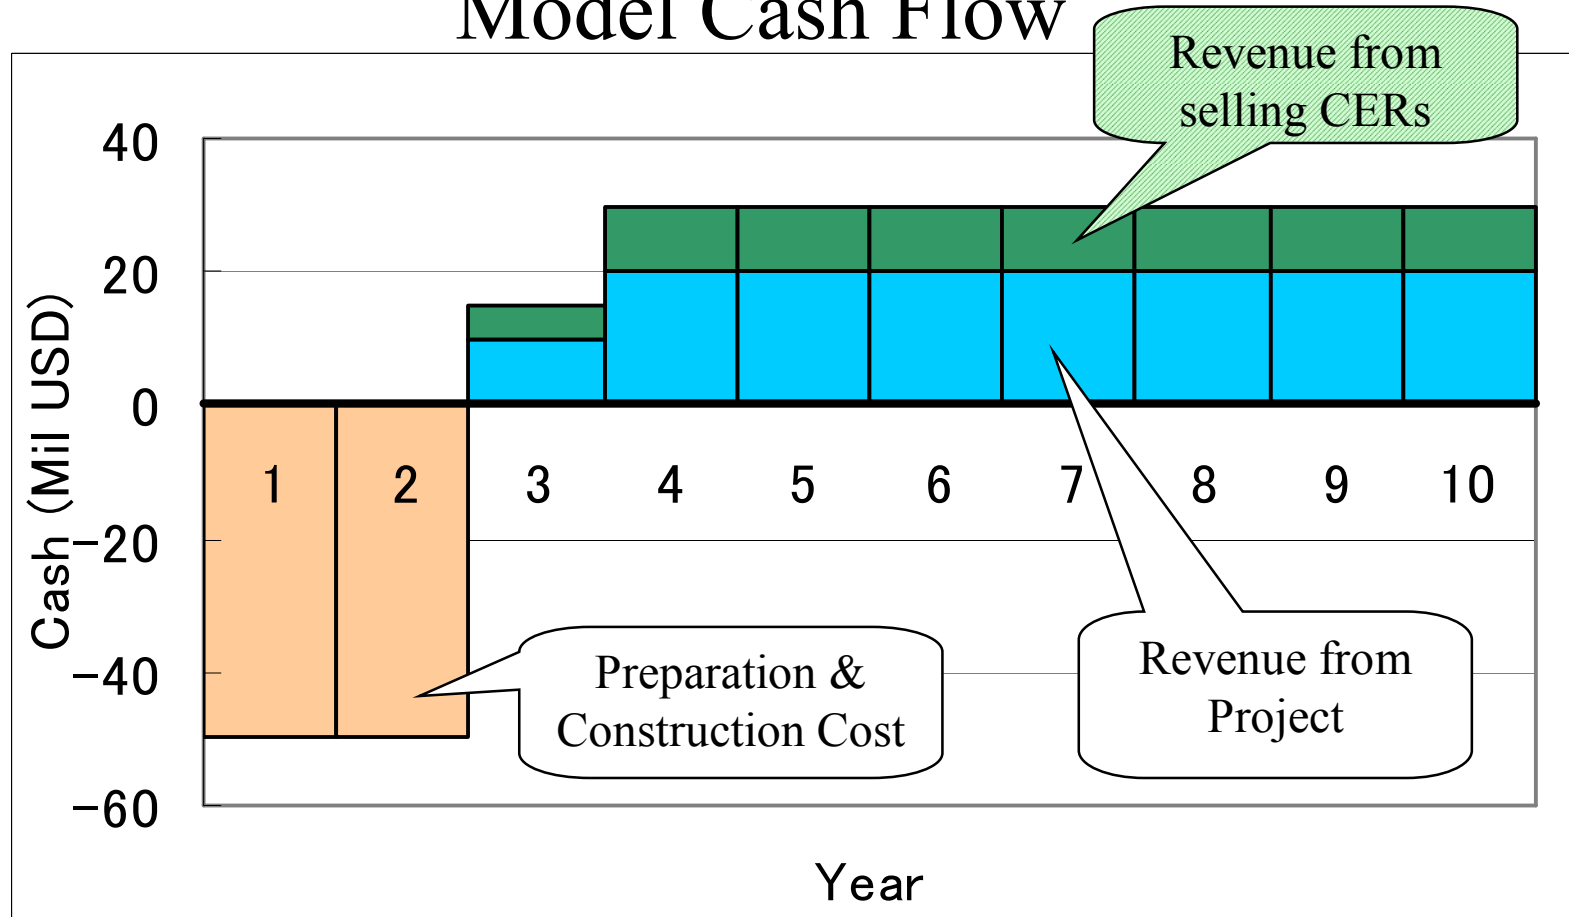 Model Cash Flow
Revenue from
selling CERs
40
20
0
-20
-40
-60
Cash (Mil USD)
1 2 3 4 5 6 7 8 9 10
Preparation &
Construction Cost
Revenue from
Project
Year